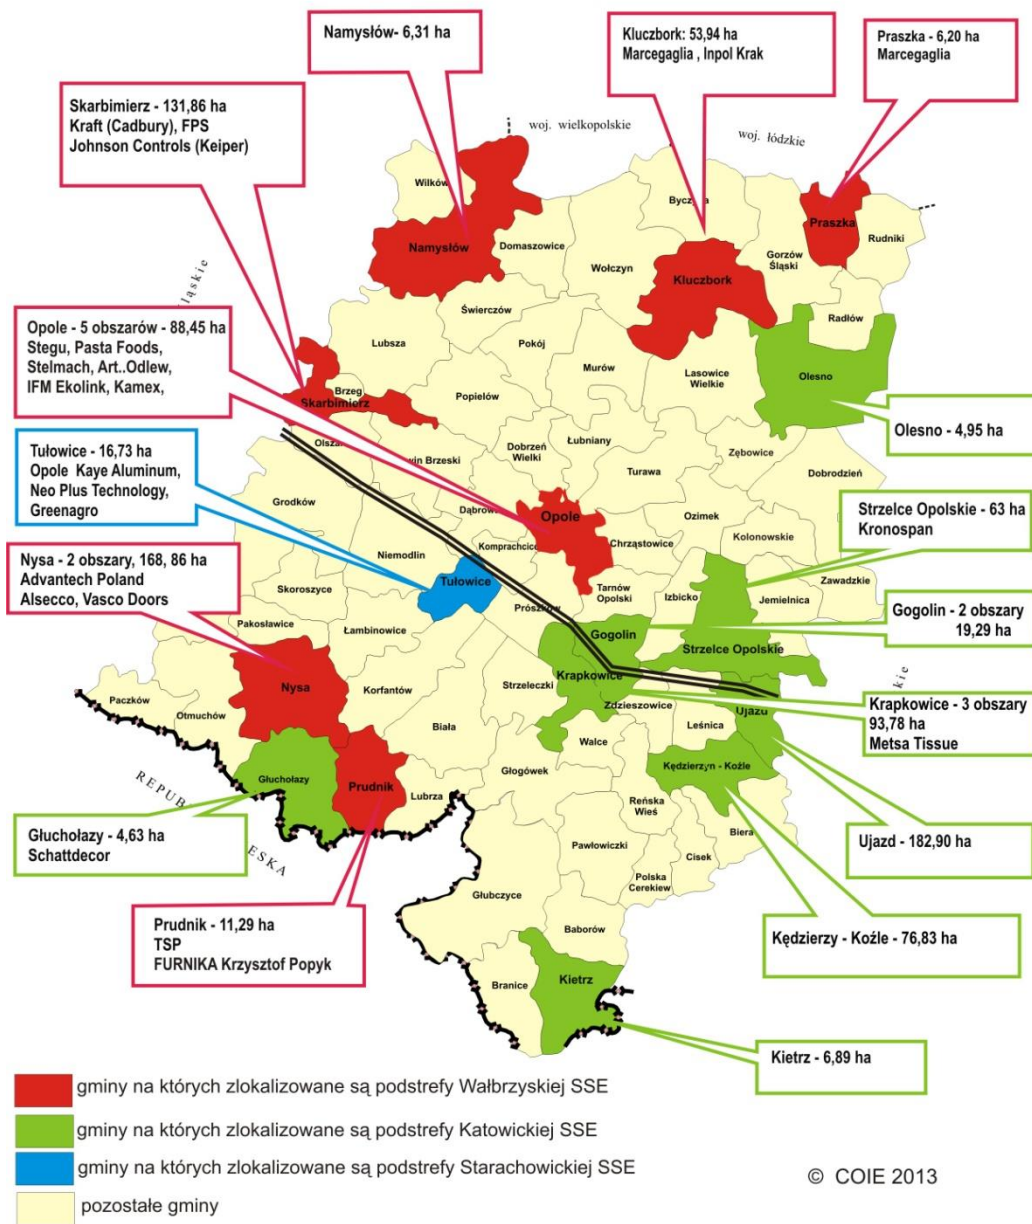 Namysłów- 6,31 ha
Kluczbork: 53,94 ha
Marcegaglia , Inpol Krak
Praszka - 6,20 ha
Marcegaglia
Skarbimierz - 131,86 ha
Kraft (Cadbury), FPS
Johnson Controls (Keiper)
woj. wielkopolskie
woj. łódzkie
Wilków
Namysłów
Domaszowice
Wołczyn
Byczyna
Kluczbork
Gorzów
Śląski
Praszka
Rudniki
Radłów
ląskie
Opole - 5 obszarów - 88,45 ha
Stegu, Pasta Foods,
Stelmach, Art..Odlew,
IFM Ekolink, Kamex,
Świerczów
Lubsza
Pokój
Murów
Lasowice
Wielkie
Olesno
Brzeg
Skarbimierz
Popielów
Olesno - 4,95 ha
Tułowice - 16,73 ha
Opole Kaye Aluminum,
Neo Plus Technology,
Greenagro
Olsza
win Brzeski
Dobrzeń
Wielki
Łubniany
Turawa
Zębowice
Dobrodzień
Grodków
Dąbrow
Opole
Ozimek
Kolonowskie
Strzelce Opolskie - 63 ha
Kronospan
Nysa - 2 obszary, 168, 86 ha
Advantech Poland
Alsecco, Vasco Doors
Niemodlin
Komprachcice
Chrząstowice
Tułowice
Skoroszyce
Prószków
Tarnów
Opolski
Izbicko
Jemielnica
Zawadzkie
Pakosławice
Łambinowice
Gogolin
Strzelce Opolskie
Gogolin - 2 obszary
19,29 ha
Paczków
Otmuchów
Nysa
Korfantów
Strzeleczki
Krapkowice
Zdzieszowice
Leśnica
Ujazd
kie
Krapkowice - 3 obszary
93,78 ha
Metsa Tissue
Biała
Walce
Głuchołazy
Prudnik
Lubrza
Głogówek
Kędzierzyn - Koźle
REPUB
ESKA
Reńska
Wieś
Głuchołazy - 4,63 ha
Schattdecor
Pawłowiczki
Cisek
Biera
Ujazd - 182,90 ha
Polska
Cerekiew
Głubczyce
Prudnik - 11,29 ha
TSP
FURNIKA Krzysztof Popyk
Baborów
Kędzierzy - Koźle - 76,83 ha
Branice
Kietrz
Kietrz - 6,89 ha
gminy na których zlokalizowane są podstrefy Wałbrzyskiej SSE
gminy na których zlokalizowane są podstrefy Katowickiej SSE
gminy na których zlokalizowane są podstrefy Starachowickiej SSE
pozostałe gminy
© COIE 2013